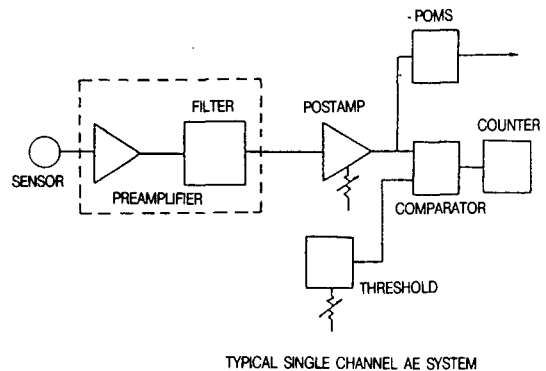 - POMS
FILTER
POSTAMP
COUNTER
SENSOR
PREAMPLIFIER
COMPARATOR
THRESHOLD
TYPICAL SINGLE CHANNEL AE SYSTEM